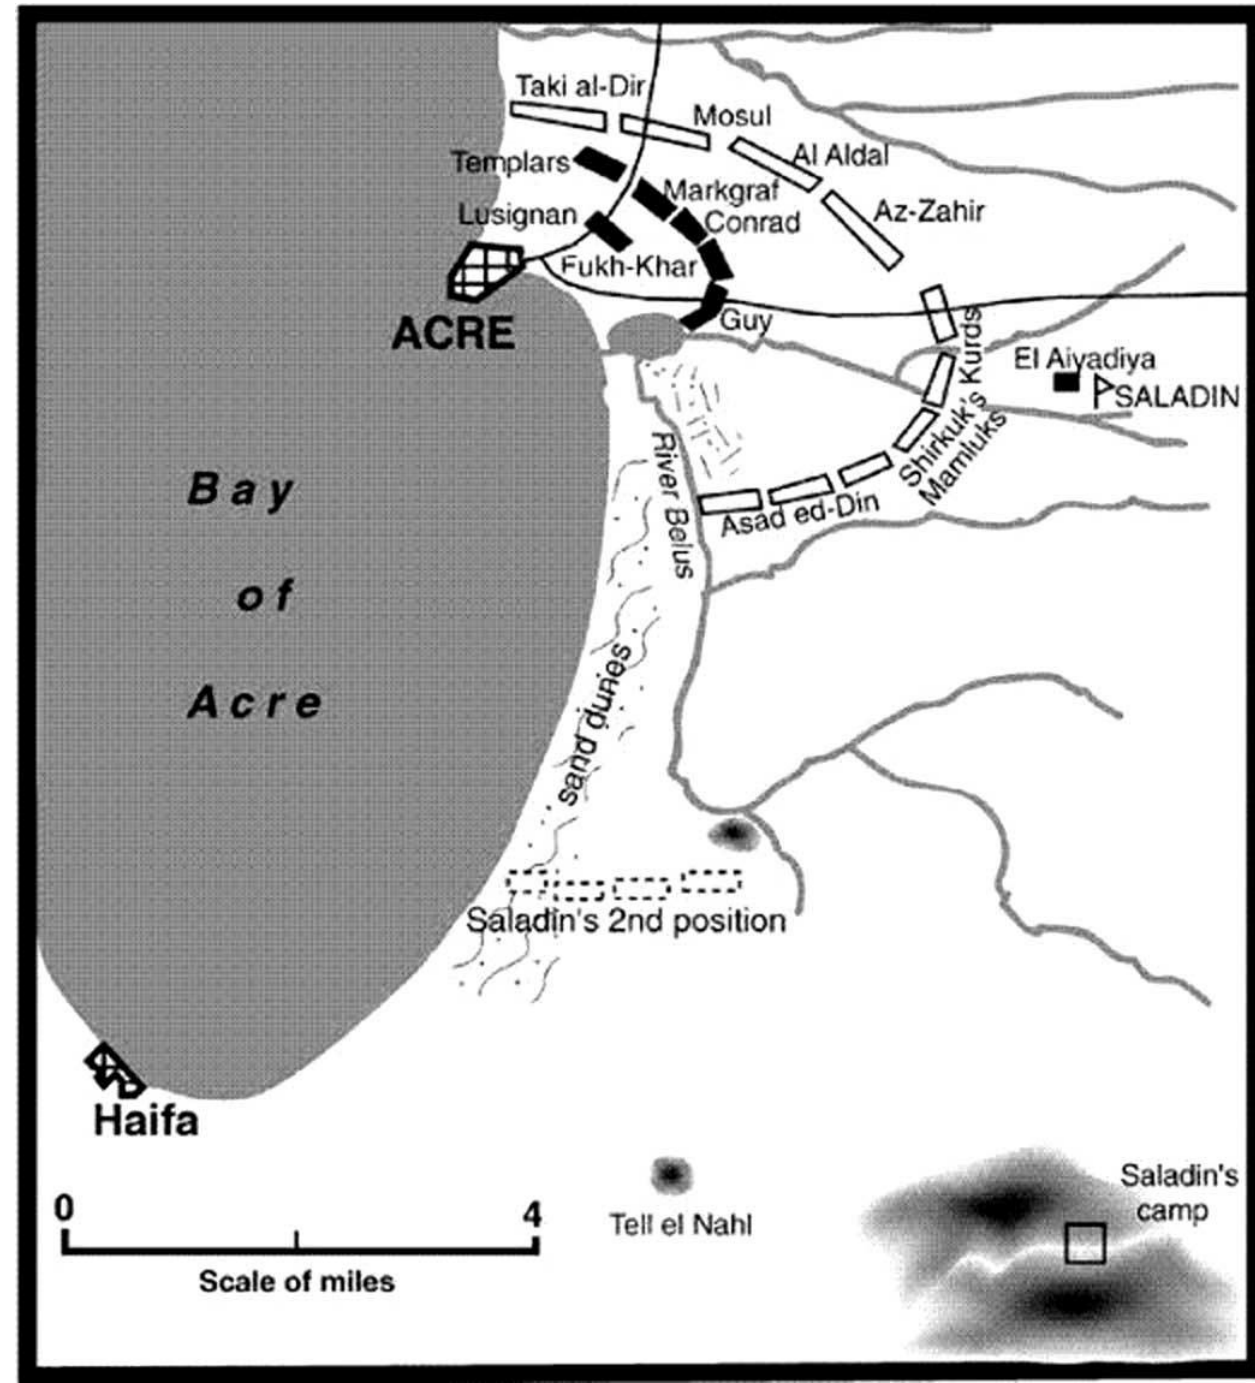 Taki al-Dir
Mosul
Templars
Al Aldal
Markgraf
Lusignan
Conrad
Az-Zahir
Fukh-Khar
ACRE
Guy
Kurds
El Aiyadiya
SALADIN
Shirkuk's
Mamluks
River Belus
Asad ed-Din
Bay
of
Acre
sand dunes
Saladin's 2nd position
Haifa
Saladin's
camp
0
4
Tell el Nahl
Scale of miles